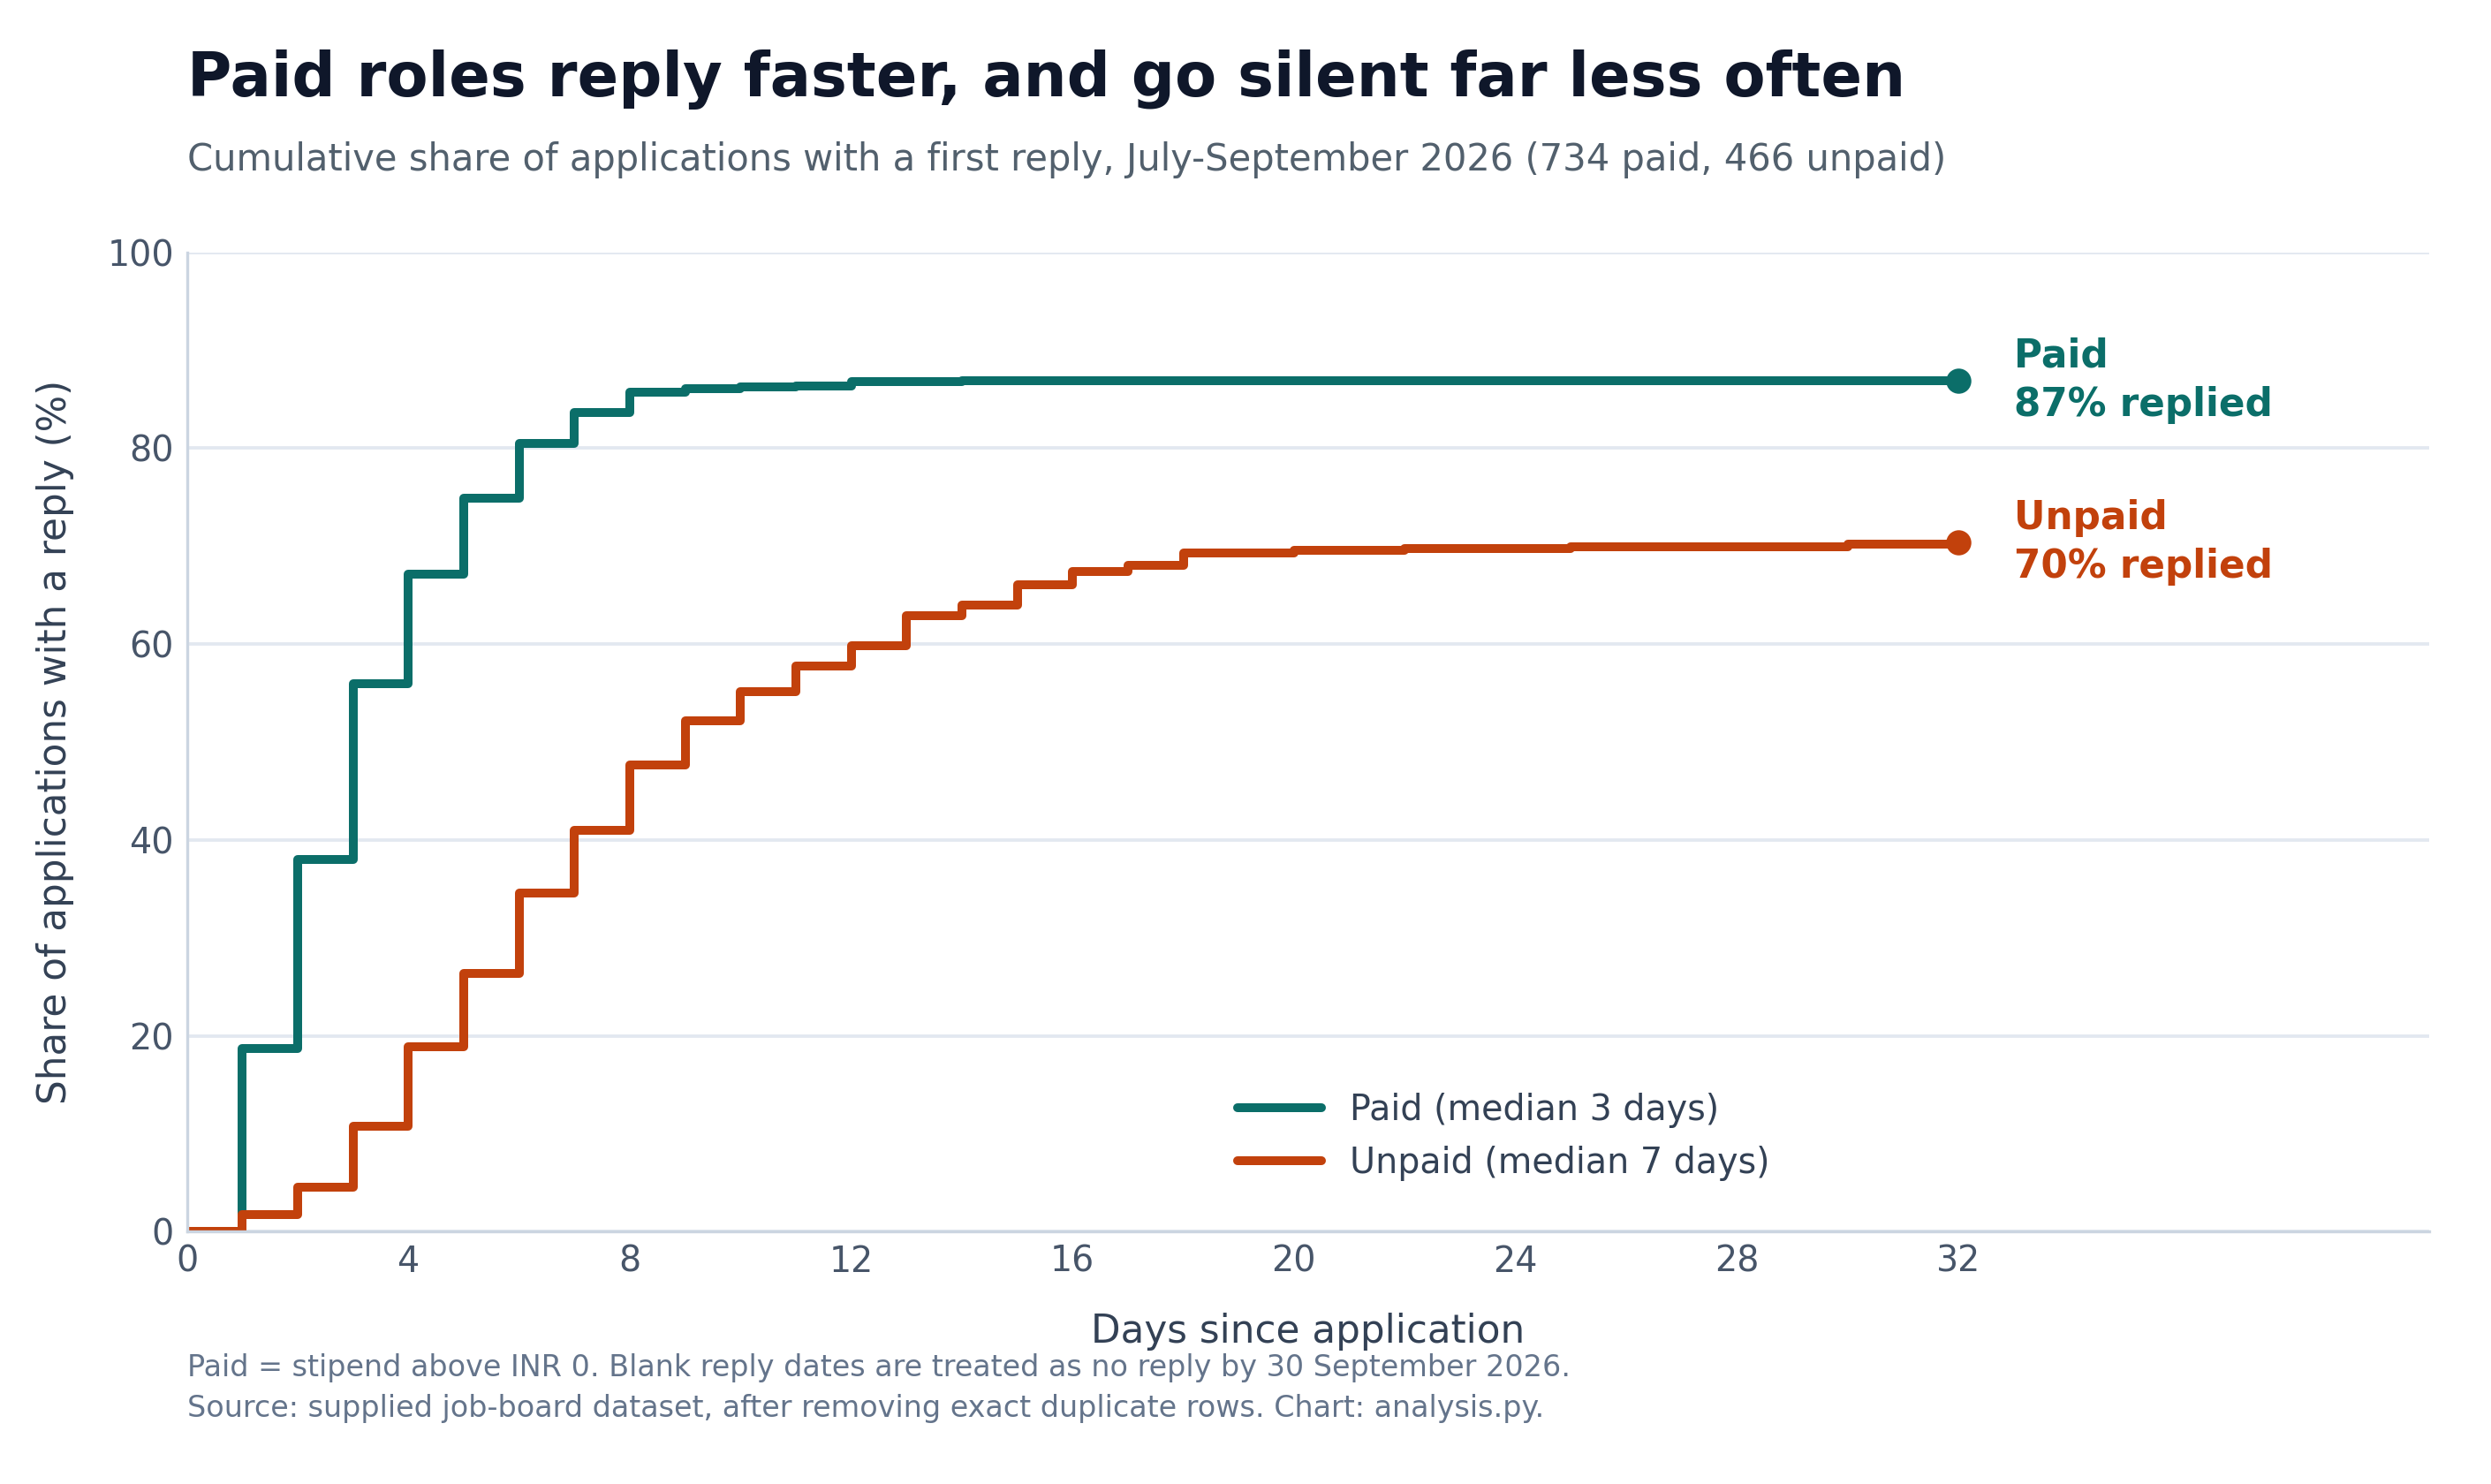 Paid roles reply faster, and go silent far less often
Cumulative share of applications with a first reply, July-September 2026 (734 paid, 466 unpaid)
Share of applications with a reply (%)
100
80
60
40
20
0
Paid
87% replied
Unpaid
70% replied
Paid (median 3 days)
Unpaid (median 7 days)
0 4 8 12 16 20 24 28 32
Days since application
Paid = stipend above INR 0. Blank reply dates are treated as no reply by 30 September 2026.
Source: supplied job-board dataset, after removing exact duplicate rows. Chart: analysis.py.